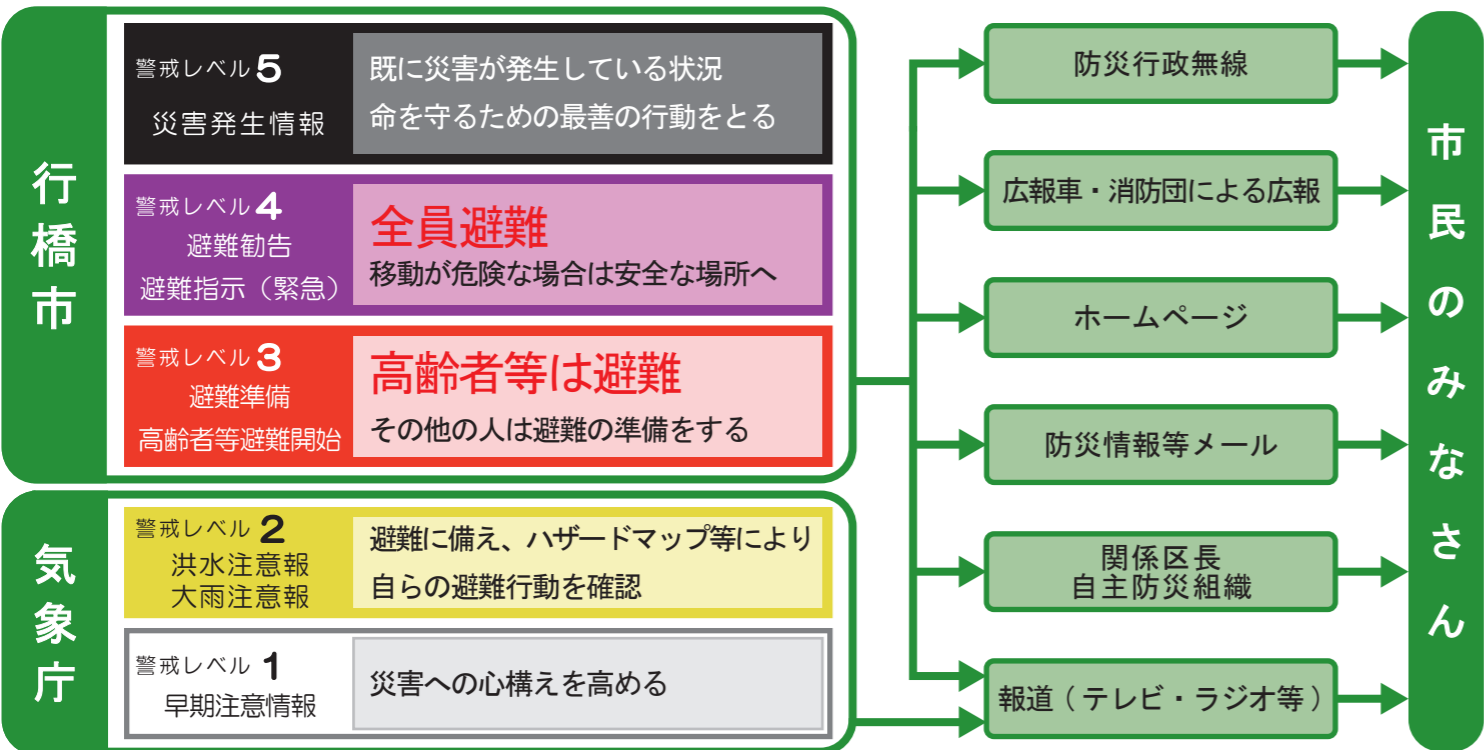 行橋市
警戒レベル 5
災害発生情報
既に災害が発生している状況
命を守るための最善の行動をとる
警戒レベル 4
避難勧告
避難指示（緊急）
全員避難
移動が危険な場合は安全な場所へ
警戒レベル 3
避難準備
高齢者等避難開始
高齢者等は避難
その他の人は避難の準備をする
気象庁
警戒レベル 2
洪水注意報
大雨注意報
避難に備え、ハザードマップ等により
自らの避難行動を確認
警戒レベル 1
早期注意情報
災害への心構えを高める
防災行政無線
広報車・消防団による広報
ホームページ
防災情報等メール
関係区長
自主防災組織
報道（テレビ・ラジオ等）
市民のみなさん